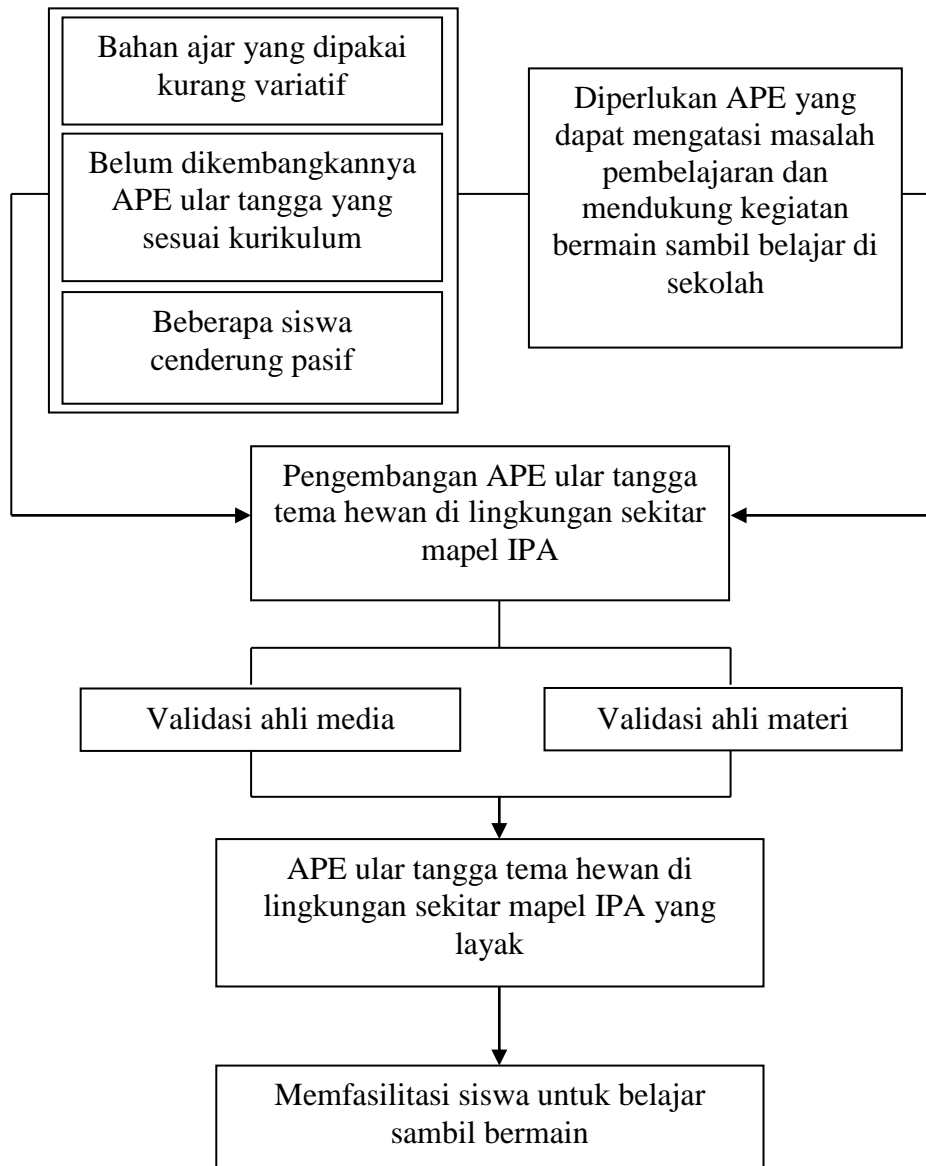 Bahan ajar yang dipakai
kurang variatif
Belum dikembangkannya
APE ular tangga yang
sesuai kurikulum
Beberapa siswa
cenderung pasif
Diperlukan APE yang
dapat mengatasi masalah
pembelajaran dan
mendukung kegiatan
bermain sambil belajar di
sekolah
Pengembangan APE ular tangga
tema hewan di lingkungan sekitar
mapel IPA
Validasi ahli media
Validasi ahli materi
APE ular tangga tema hewan di
lingkungan sekitar mapel IPA yang
layak
Memfasilitasi siswa untuk belajar
sambil bermain